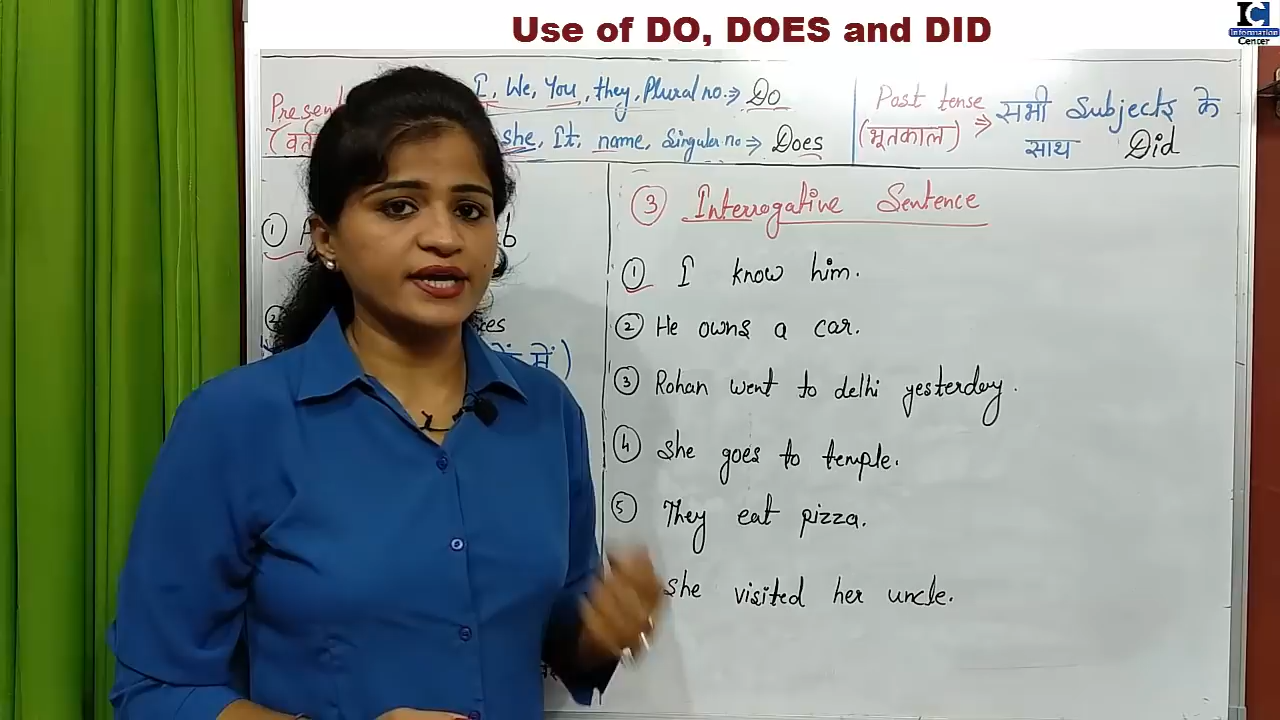 Use of DO, DOES and DID
IC
Information
Center
I, We, You, they, Plural no. ⇒ Do
she, It, name, Singular no ⇒ Does
Past tense
(भूतकाल)
⇒ सभी Subjects के
साथ Did
③ Interrogative Sentence
① I know him.
② He owns a car.
③ Rohan went to delhi yesterday.
④ She goes to temple.
⑤ They eat pizza.
She visited her uncle.
①
में)